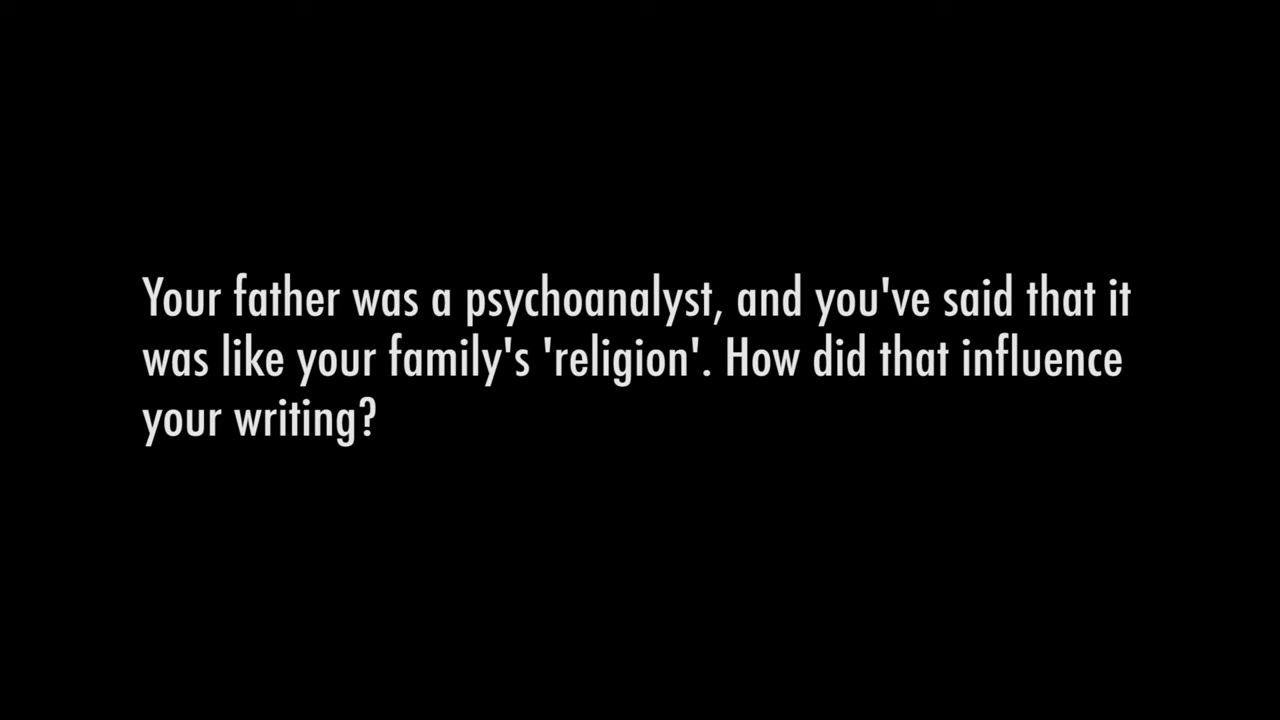 Your father was a psychoanalyst, and you've said that it
was like your family's 'religion'. How did that influence
your writing?